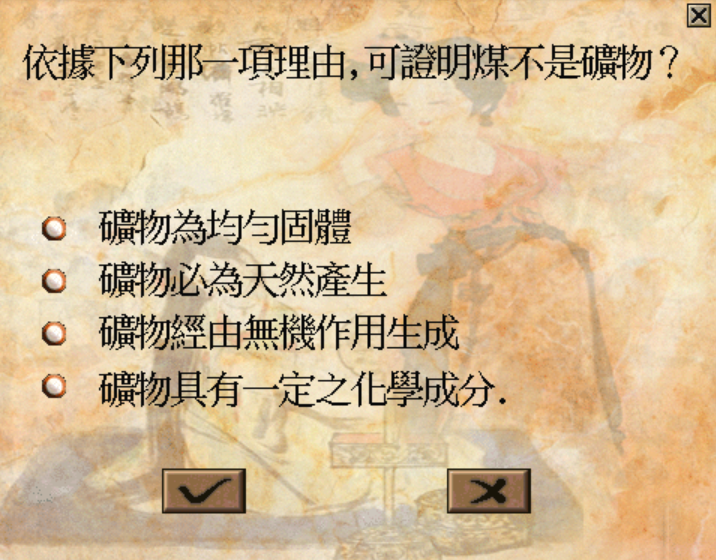 依據下列那一項理由,可證明煤不是礦物？
礦物為均勻固體
礦物必為天然產生
礦物經由無機作用生成
礦物具有一定之化學成分.